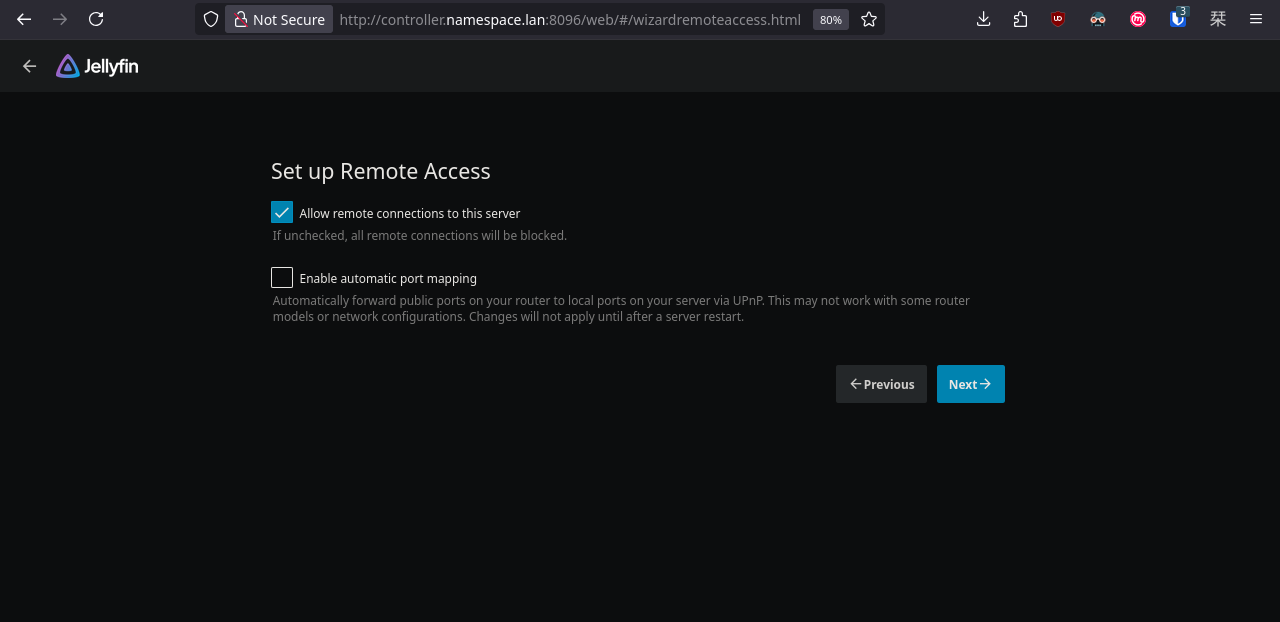 Not Secure http://controller.namespace.lan:8096/web/#/wizardremoteaccess.html 80% UD m 3 栞
Jellyfin
Set up Remote Access
Allow remote connections to this server
If unchecked, all remote connections will be blocked.
Enable automatic port mapping
Automatically forward public ports on your router to local ports on your server via UPnP. This may not work with some router
models or network configurations. Changes will not apply until after a server restart.
Previous Next